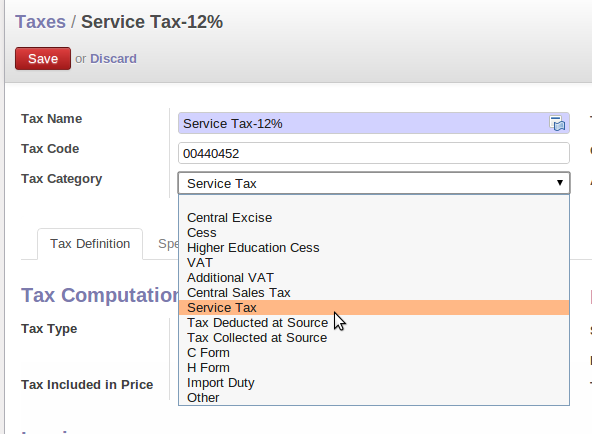 Taxes / Service Tax-12%
Save or Discard
Tax Name Service Tax-12%
Tax Code 00440452
Tax Category Service Tax
Central Excise
Cess
Higher Education Cess
VAT
Additional VAT
Central Sales Tax
Service Tax
Tax Deducted at Source
Tax Collected at Source
C Form
H Form
Import Duty
Other
Tax Definition Spe
Tax Computation
Tax Type
Tax Included in Price